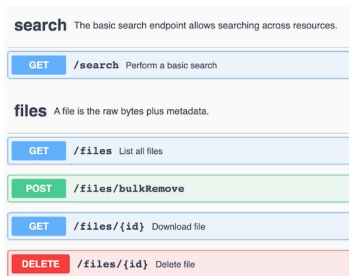 search The basic search endpoint allows searching across resources.
GET /search Perform a basic search
files A file is the raw bytes plus metadata.
GET /files List all files
POST /files/bulkRemove
GET /files/{id} Download file
DELETE /files/{id} Delete file